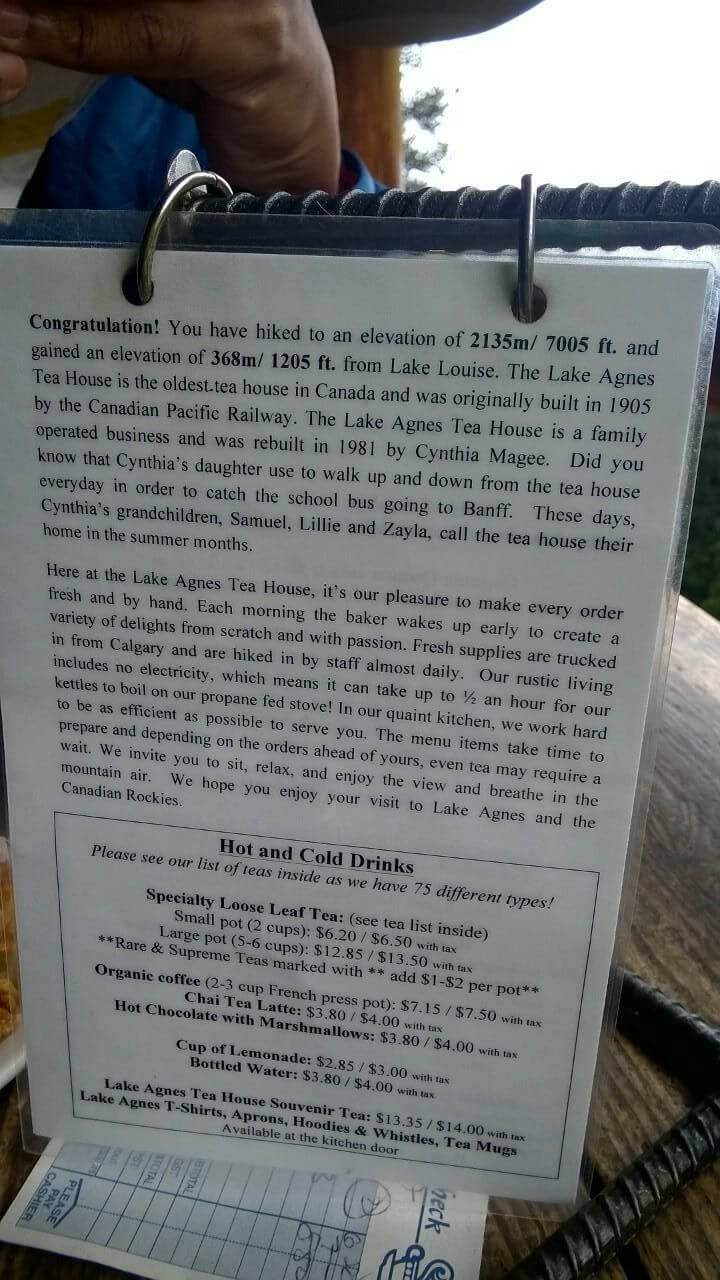 Congratulation! You have hiked to an elevation of 2135m/ 7005 ft. and
gained an elevation of 368m/ 1205 ft. from Lake Louise. The Lake Agnes
Tea House is the oldest tea house in Canada and was originally built in 1905
by the Canadian Pacific Railway. The Lake Agnes Tea House is a family
operated business and was rebuilt in 1981 by Cynthia Magee. Did you
know that Cynthia's daughter use to walk up and down from the tea house
everyday in order to catch the school bus going to Banff. These days,
Cynthia's grandchildren, Samuel, Lillie and Zayla, call the tea house their
home in the summer months.
Here at the Lake Agnes Tea House, it's our pleasure to make every order
fresh and by hand. Each morning the baker wakes up early to create a
variety of delights from scratch and with passion. Fresh supplies are trucked
in from Calgary and are hiked in by staff almost daily. Our rustic living
includes no electricity, which means it can take up to ½ an hour for our
kettles to boil on our propane fed stove! In our quaint kitchen, we work hard
to be as efficient as possible to serve you. The menu items take time to
prepare and depending on the orders ahead of yours, even tea may require a
wait. We invite you to sit, relax, and enjoy the view and breathe in the
mountain air. We hope you enjoy your visit to Lake Agnes and the
Canadian Rockies.
Hot and Cold Drinks
Please see our list of teas inside as we have 75 different types!
Specialty Loose Leaf Tea: (see tea list inside)
Small pot (2 cups): $6.20 / $6.50 with tax
Large pot (5-6 cups): $12.85 / $13.50 with tax
**Rare & Supreme Teas marked with ** add $1-$2 per pot**
Organic coffee (2-3 cup French press pot): $7.15 / $7.50 with tax
Chai Tea Latte: $3.80 / $4.00 with tax
Hot Chocolate with Marshmallows: $3.80 / $4.00 with tax
Cup of Lemonade: $2.85 / $3.00 with tax
Bottled Water: $3.80 / $4.00 with tax
Lake Agnes Tea House Souvenir Tea: $13.35 / $14.00 with tax
Lake Agnes T-Shirts, Aprons, Hoodies & Whistles, Tea Mugs
Available at the kitchen door
PLEASE
PAY
CASHIER